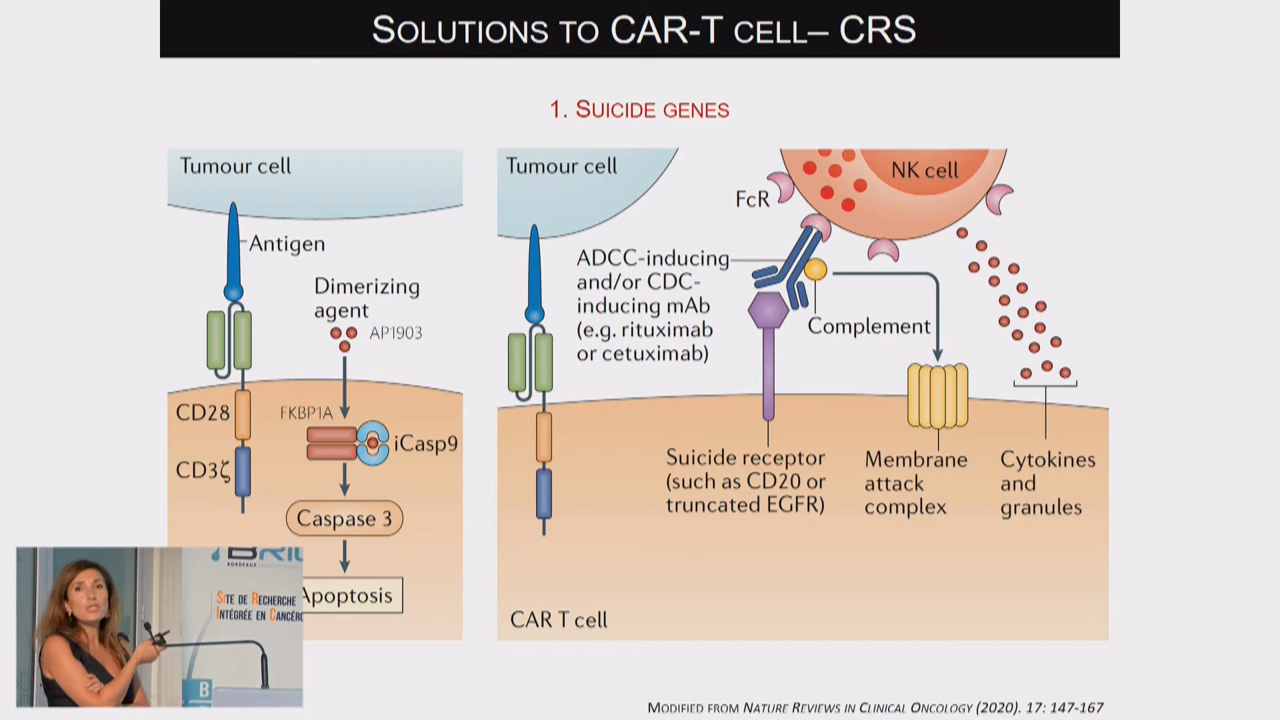 SOLUTIONS TO CAR-T CELL– CRS
1. SUICIDE GENES
Tumour cell
Antigen
Dimerizing
agent
AP1903
CD28
FKBP1A
iCasp9
CD3ζ
Caspase 3
Apoptosis
Tumour cell
NK cell
FcR
ADCC-inducing
and/or CDC-
inducing mAb
(e.g. rituximab
or cetuximab)
Complement
Suicide receptor
(such as CD20 or
truncated EGFR)
Membrane
attack
complex
Cytokines
and
granules
CAR T cell
BORDEAUX
SITE DE RECHERCHE
INTÉGRÉE EN
B
MODIFIED FROM NATURE REVIEWS IN CLINICAL ONCOLOGY (2020). 17: 147-167